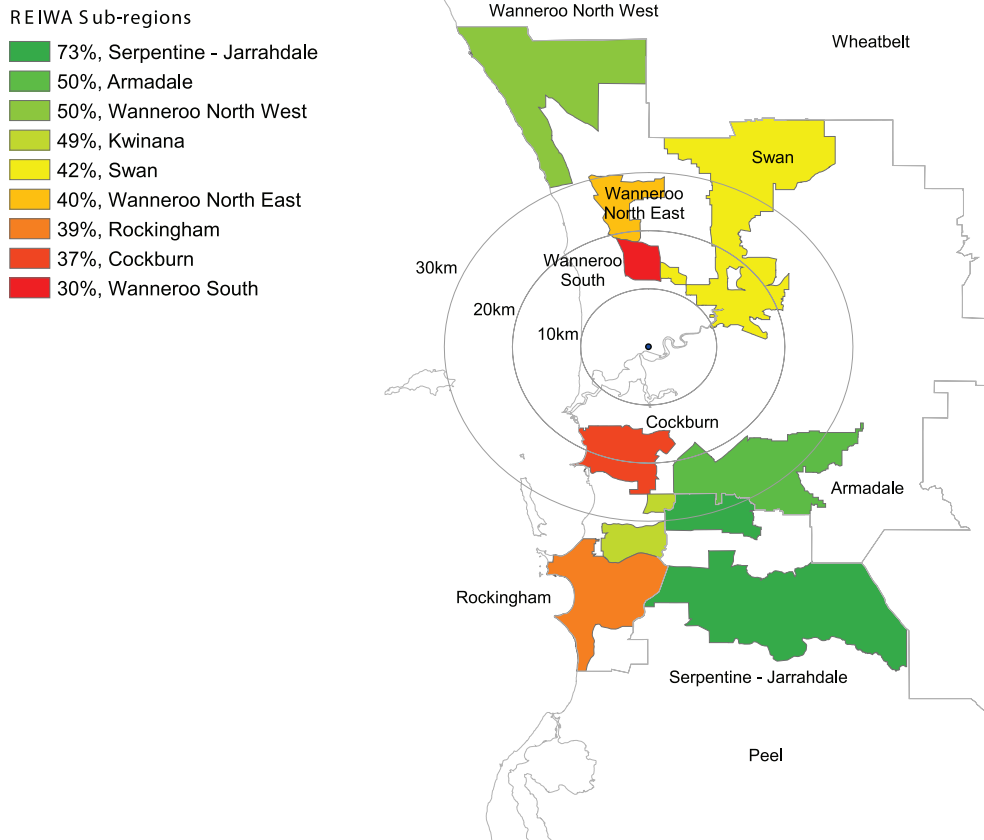 REIWA Sub-regions
73%, Serpentine - Jarrahdale
50%, Armadale
50%, Wanneroo North West
49%, Kwinana
42%, Swan
40%, Wanneroo North East
39%, Rockingham
37%, Cockburn
30%, Wanneroo South
Wanneroo North West
Wheatbelt
Swan
Wanneroo
North East
Wanneroo
South
30km
20km
10km
Cockburn
Armadale
Rockingham
Serpentine - Jarrahdale
Peel